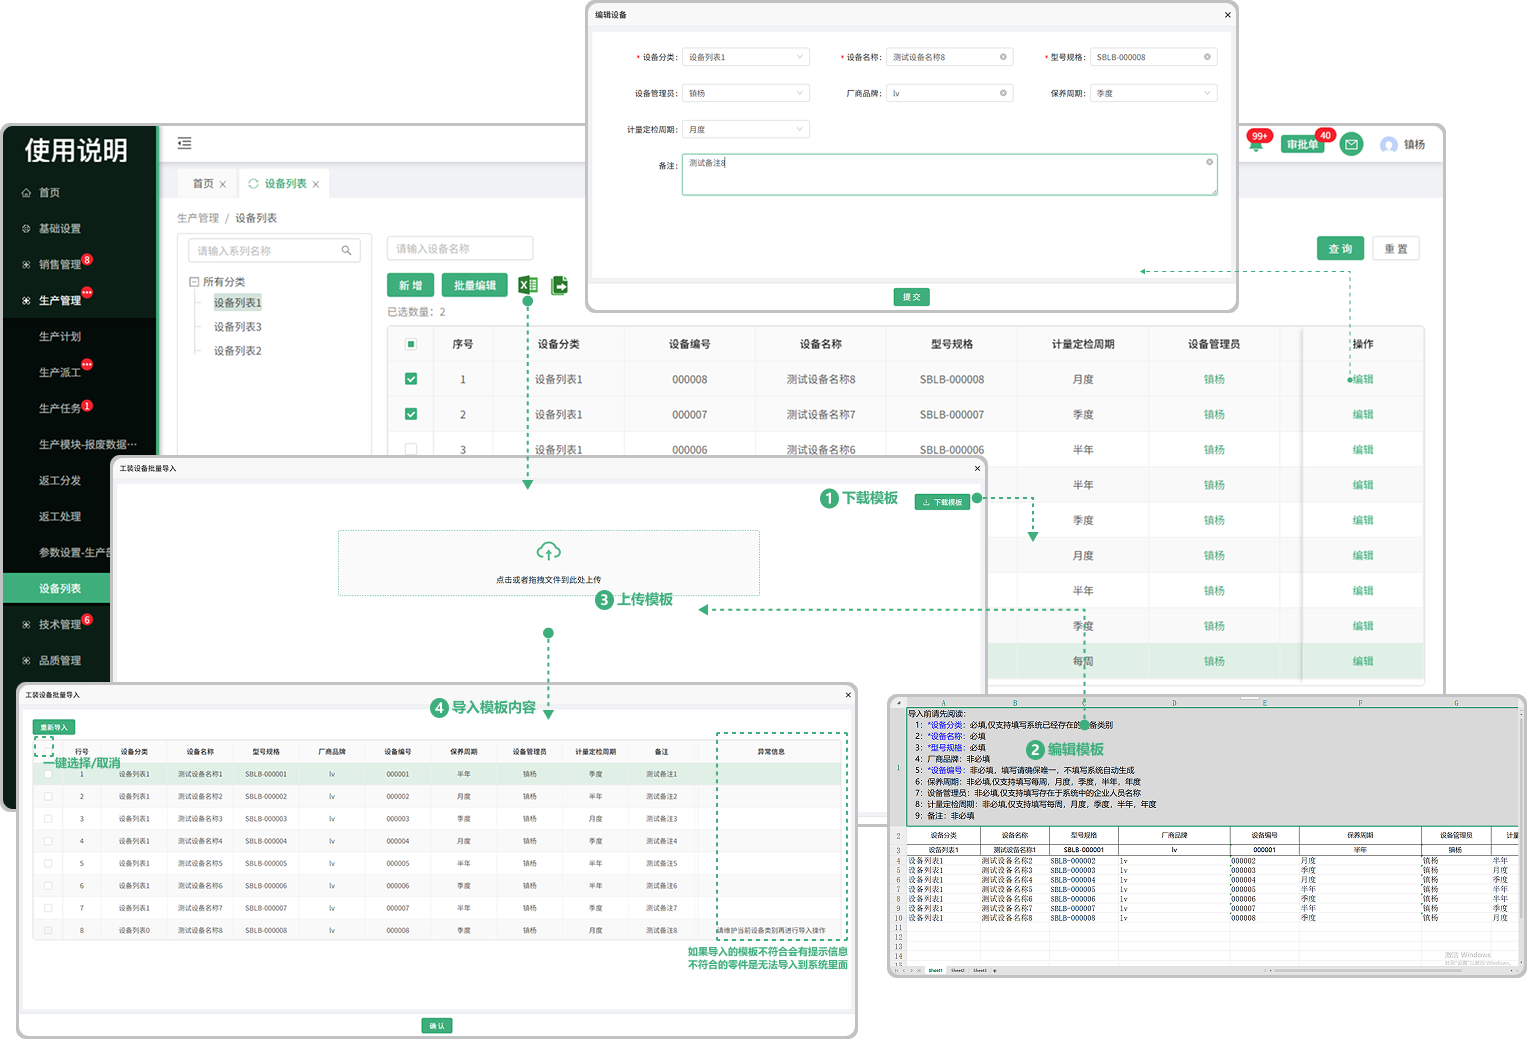 编辑设备
* 设备分类: 设备列表1
* 设备名称: 测试设备名称8
* 型号规格: SBLB-000008
设备管理员: 镇杨
厂商品牌: lv
保养周期: 季度
计量定检周期: 月度
备注: 测试备注8
提 交
使用说明
首页
基础设置
销售管理 8
生产管理
生产计划
生产派工
生产任务 1
生产模块-报废数据···
返工分发
返工处理
参数设置-生产部
设备列表
技术管理 6
品质管理
首页 设备列表
99+
审批单 40
镇杨
生产管理 / 设备列表
请输入系列名称
所有分类
设备列表1
设备列表3
设备列表2
请输入设备名称
查 询 重 置
新 增 批量编辑
已选数量: 2
序号 设备分类 设备编号 设备名称 型号规格 计量定检周期 设备管理员 操作
1 设备列表1 000008 测试设备名称8 SBLB-000008 月度 镇杨 编辑
2 设备列表1 000007 测试设备名称7 SBLB-000007 季度 镇杨 编辑
3 设备列表1 000006 测试设备名称6 SBLB-000006 半年 镇杨 编辑
半年 镇杨 编辑
季度 镇杨 编辑
月度 镇杨 编辑
半年 镇杨 编辑
季度 镇杨 编辑
每周 镇杨 编辑
工装设备批量导入
1 下载模板
下载模板
点击或者拖拽文件到此处上传
3 上传模板
工装设备批量导入
4 导入模板内容
重新导入
一键选择/取消
行号 设备分类 设备名称 型号规格 厂商品牌 设备编号 保养周期 设备管理员 计量定检周期 备注 异常信息
1 设备列表1 测试设备名称1 SBLB-000001 lv 000001 半年 镇杨 季度 测试备注1
2 设备列表1 测试设备名称2 SBLB-000002 lv 000002 月度 镇杨 半年 测试备注2
3 设备列表1 测试设备名称3 SBLB-000003 lv 000003 季度 镇杨 月度 测试备注3
4 设备列表1 测试设备名称4 SBLB-000004 lv 000004 月度 镇杨 季度 测试备注4
5 设备列表1 测试设备名称5 SBLB-000005 lv 000005 半年 镇杨 半年 测试备注5
6 设备列表1 测试设备名称6 SBLB-000006 lv 000006 季度 镇杨 半年 测试备注6
7 设备列表1 测试设备名称7 SBLB-000007 lv 000007 半年 镇杨 季度 测试备注7
8 设备列表0 测试设备名称8 SBLB-000008 lv 000008 季度 镇杨 月度 测试备注8 请维护当前设备类别再进行导入操作
如果导入的模板不符合会有提示信息
不符合的零件是无法导入到系统里面
确 认
A B C D E F G
1
导入前请先阅读:
1: *设备分类: 必填,仅支持填写系统已经存在的设备类别
2: *设备名称: 必填
3: *型号规格: 必填
4: 厂商品牌: 非必填
5: *设备编号: 非必填, 填写请确保唯一, 不填写系统自动生成
6: 保养周期: 非必填,仅支持填写每周, 月度, 季度, 半年, 年度
7: 设备管理员: 非必填,仅支持填写存在于系统中的企业人员名称
8: 计量定检周期: 非必填,仅支持填写每周, 月度, 季度, 半年, 年度
9: 备注: 非必填
2 编辑模板
2 设备分类 设备名称 型号规格 厂商品牌 设备编号 保养周期 设备管理员 计量
3 设备列表1 测试设备名称1 SBLB-000001 lv 000001 半年 镇杨
4 设备列表1 测试设备名称2 SBLB-000002 lv 000002 月度 镇杨 半年
5 设备列表1 测试设备名称3 SBLB-000003 lv 000003 季度 镇杨 月度
6 设备列表1 测试设备名称4 SBLB-000004 lv 000004 月度 镇杨 季度
7 设备列表1 测试设备名称5 SBLB-000005 lv 000005 半年 镇杨 半年
8 设备列表1 测试设备名称6 SBLB-000006 lv 000006 季度 镇杨 半年
9 设备列表1 测试设备名称7 SBLB-000007 lv 000007 半年 镇杨 季度
10 设备列表1 测试设备名称8 SBLB-000008 lv 000008 季度 镇杨 月度
11
12
13
14
15
激活 Windows
转到"设置"以激活 Windows。
Sheet1 Sheet2 Sheet3